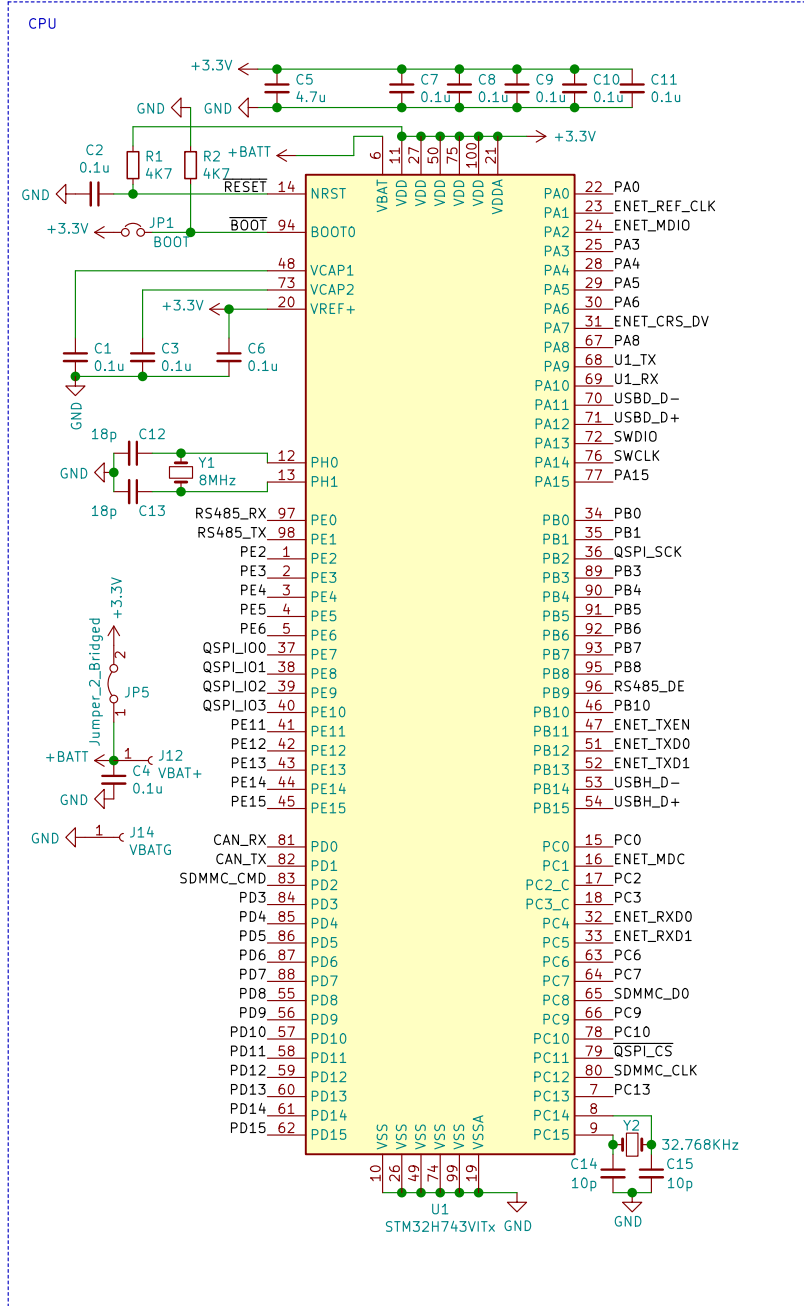 CPU
+3.3V
C5
4.7u
C7
0.1u
C8
0.1u
C9
0.1u
C10
0.1u
C11
0.1u
GND
GND
+BATT
+3.3V
C2
0.1u
R1
4K7
R2
4K7
GND
RESET
+3.3V
JP1
BOOT
BOOT
6 VBAT
11 VDD
27 VDD
50 VDD
75 VDD
100 VDD
21 VDDA
14 NRST
94 BOOT0
48 VCAP1
73 VCAP2
20 VREF+
+3.3V
C1
0.1u
C3
0.1u
C6
0.1u
GND
18p C12
GND
Y1
8MHz
18p C13
12 PH0
13 PH1
RS485_RX 97 PE0
RS485_TX 98 PE1
PE2 1 PE2
PE3 2 PE3
PE4 3 PE4
PE5 4 PE5
PE6 5 PE6
QSPI_IO0 37 PE7
QSPI_IO1 38 PE8
QSPI_IO2 39 PE9
QSPI_IO3 40 PE10
PE11 41 PE11
PE12 42 PE12
PE13 43 PE13
PE14 44 PE14
PE15 45 PE15
CAN_RX 81 PD0
CAN_TX 82 PD1
SDMMC_CMD 83 PD2
PD3 84 PD3
PD4 85 PD4
PD5 86 PD5
PD6 87 PD6
PD7 88 PD7
PD8 55 PD8
PD9 56 PD9
PD10 57 PD10
PD11 58 PD11
PD12 59 PD12
PD13 60 PD13
PD14 61 PD14
PD15 62 PD15
+3.3V
2
Jumper_2_Bridged
JP5
1
+BATT
1
J12
VBAT+
C4
0.1u
GND
GND
1
J14
VBATG
PA0 22 PA0
PA1 23 ENET_REF_CLK
PA2 24 ENET_MDIO
PA3 25 PA3
PA4 28 PA4
PA5 29 PA5
PA6 30 PA6
PA7 31 ENET_CRS_DV
PA8 67 PA8
PA9 68 U1_TX
PA10 69 U1_RX
PA11 70 USBD_D-
PA12 71 USBD_D+
PA13 72 SWDIO
PA14 76 SWCLK
PA15 77 PA15
PB0 34 PB0
PB1 35 PB1
PB2 36 QSPI_SCK
PB3 89 PB3
PB4 90 PB4
PB5 91 PB5
PB6 92 PB6
PB7 93 PB7
PB8 95 PB8
PB9 96 RS485_DE
PB10 46 PB10
PB11 47 ENET_TXEN
PB12 51 ENET_TXD0
PB13 52 ENET_TXD1
PB14 53 USBH_D-
PB15 54 USBH_D+
PC0 15 PC0
PC1 16 ENET_MDC
PC2_C 17 PC2
PC3_C 18 PC3
PC4 32 ENET_RXD0
PC5 33 ENET_RXD1
PC6 63 PC6
PC7 64 PC7
PC8 65 SDMMC_D0
PC9 66 PC9
PC10 78 PC10
PC11 79 QSPI_CS
PC12 80 SDMMC_CLK
PC13 7 PC13
PC14 8
PC15 9
Y2
32.768KHz
C14
10p
C15
10p
GND
VSS 10
VSS 26
VSS 49
VSS 74
VSS 99
VSSA 19
U1
STM32H743VITx
GND